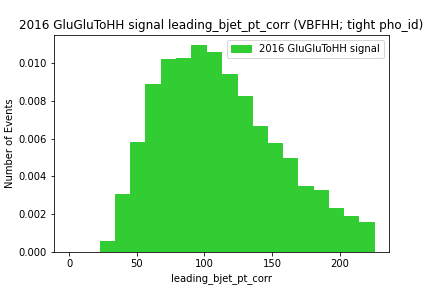 2016 GluGluToHH signal leading_bjet_pt_corr (VBFHH; tight pho_id)
2016 GluGluToHH signal
Number of Events
0.010
0.008
0.006
0.004
0.002
0.000
0
50
100
150
200
leading_bjet_pt_corr